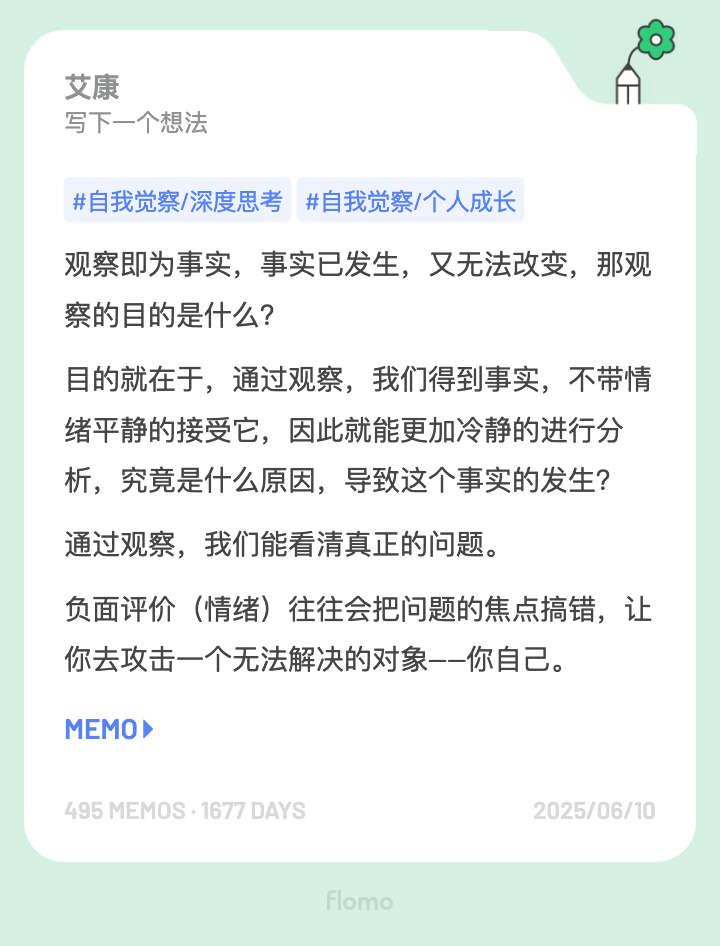 艾康
写下一个想法
#自我觉察/深度思考 #自我觉察/个人成长
观察即为事实，事实已发生，又无法改变，那观
察的目的是什么？
目的就在于，通过观察，我们得到事实，不带情
绪平静的接受它，因此就能更加冷静的进行分
析，究竟是什么原因，导致这个事实的发生？
通过观察，我们能看清真正的问题。
负面评价（情绪）往往会把问题的焦点搞错，让
你去攻击一个无法解决的对象——你自己。
MEMO
495 MEMOS · 1677 DAYS
2025/06/10
flomo